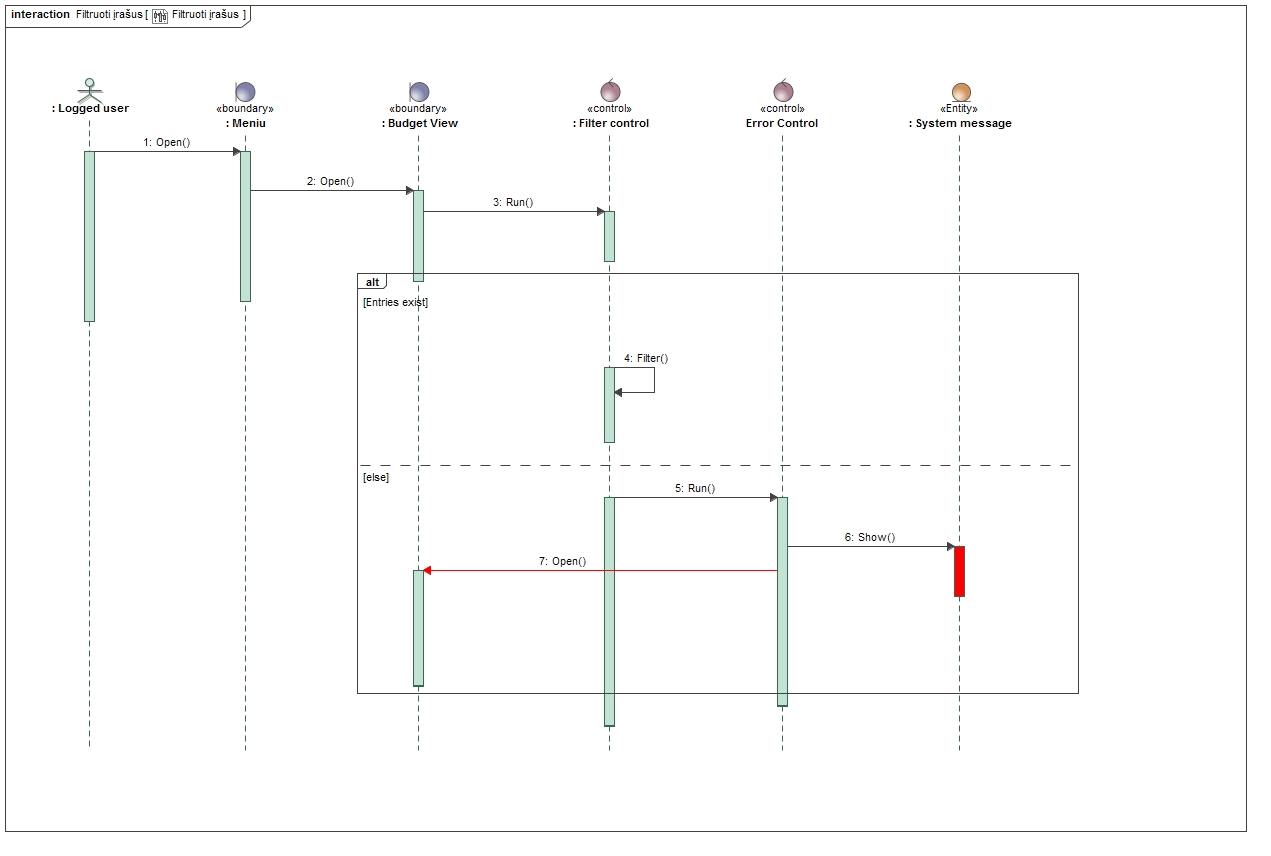 interaction Filtruoti įrašus [ Filtruoti įrašus ]
: Logged user
«boundary»
: Meniu
«boundary»
: Budget View
«control»
: Filter control
«control»
Error Control
«Entity»
: System message
1: Open()
2: Open()
3: Run()
alt
[Entries exist]
4: Filter()
[else]
5: Run()
6: Show()
7: Open()